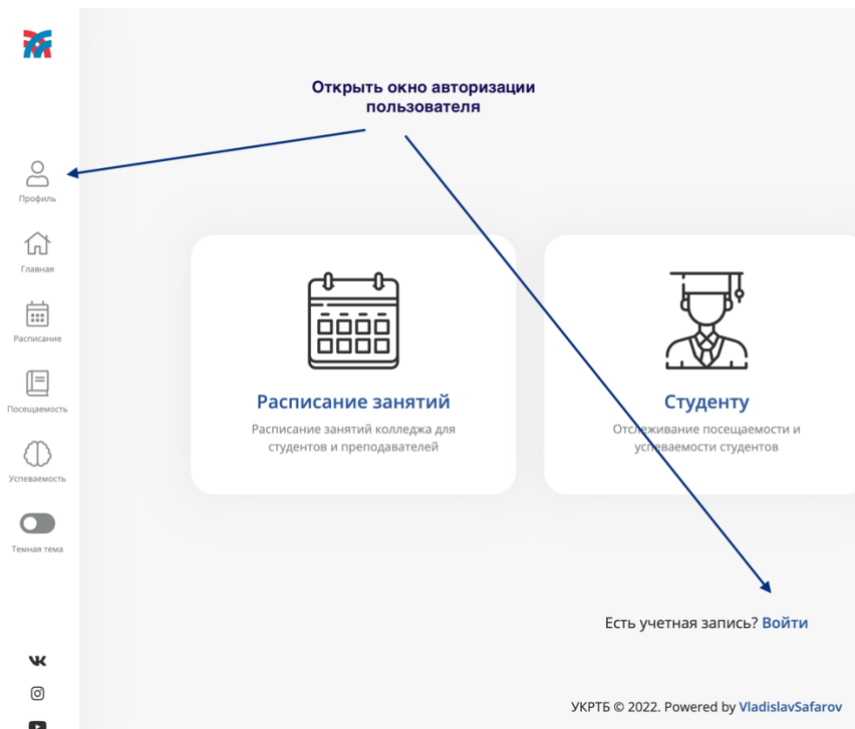 Открыть окно авторизации
пользователя
Профиль
Главная
Расписание
Посещаемость
Успеваемость
Темная тема
Расписание занятий
Расписание занятий колледжа для
студентов и преподавателей
Студенту
Отслеживание посещаемости и
успеваемости студентов
Есть учетная запись? Войти
УКРТБ © 2022. Powered by VladislavSafarov